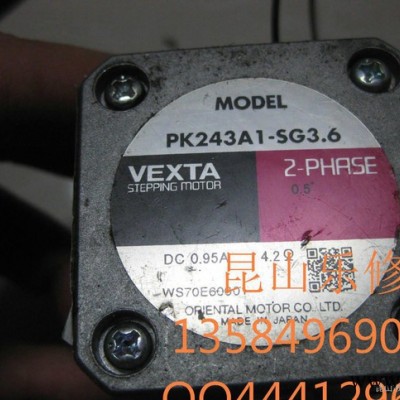 MODEL
PK243A1-SG3.6
VEXTA
STEPPING MOTOR
2-PHASE
0.5°
DC 0.95A 4.2Ω
昆山 修
ORIENTAL MOTOR CO. LTD.
MADE IN JAPAN
135849690
QQ4441296